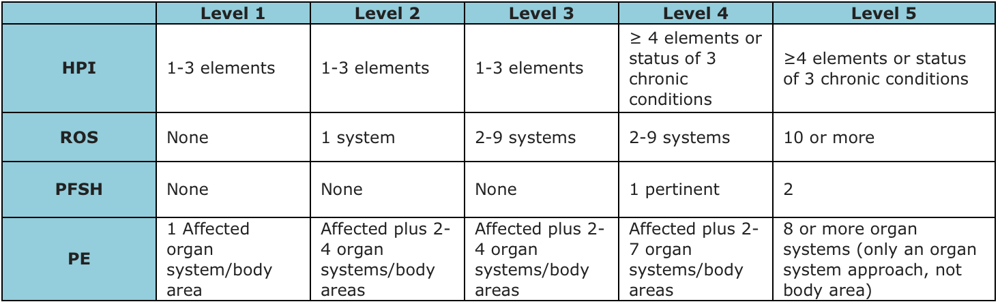 Level 1 Level 2 Level 3 Level 4 Level 5
HPI
1-3 elements
1-3 elements
1-3 elements
≥ 4 elements or
status of 3
chronic
conditions
≥4 elements or status
of 3 chronic conditions
ROS
None
1 system
2-9 systems
2-9 systems
10 or more
PFSH
None
None
None
1 pertinent
2
PE
1 Affected
organ
system/body
area
Affected plus 2-
4 organ
systems/body
areas
Affected plus 2-
4 organ
systems/body
areas
Affected plus 2-
7 organ
systems/body
areas
8 or more organ
systems (only an organ
system approach, not
body area)